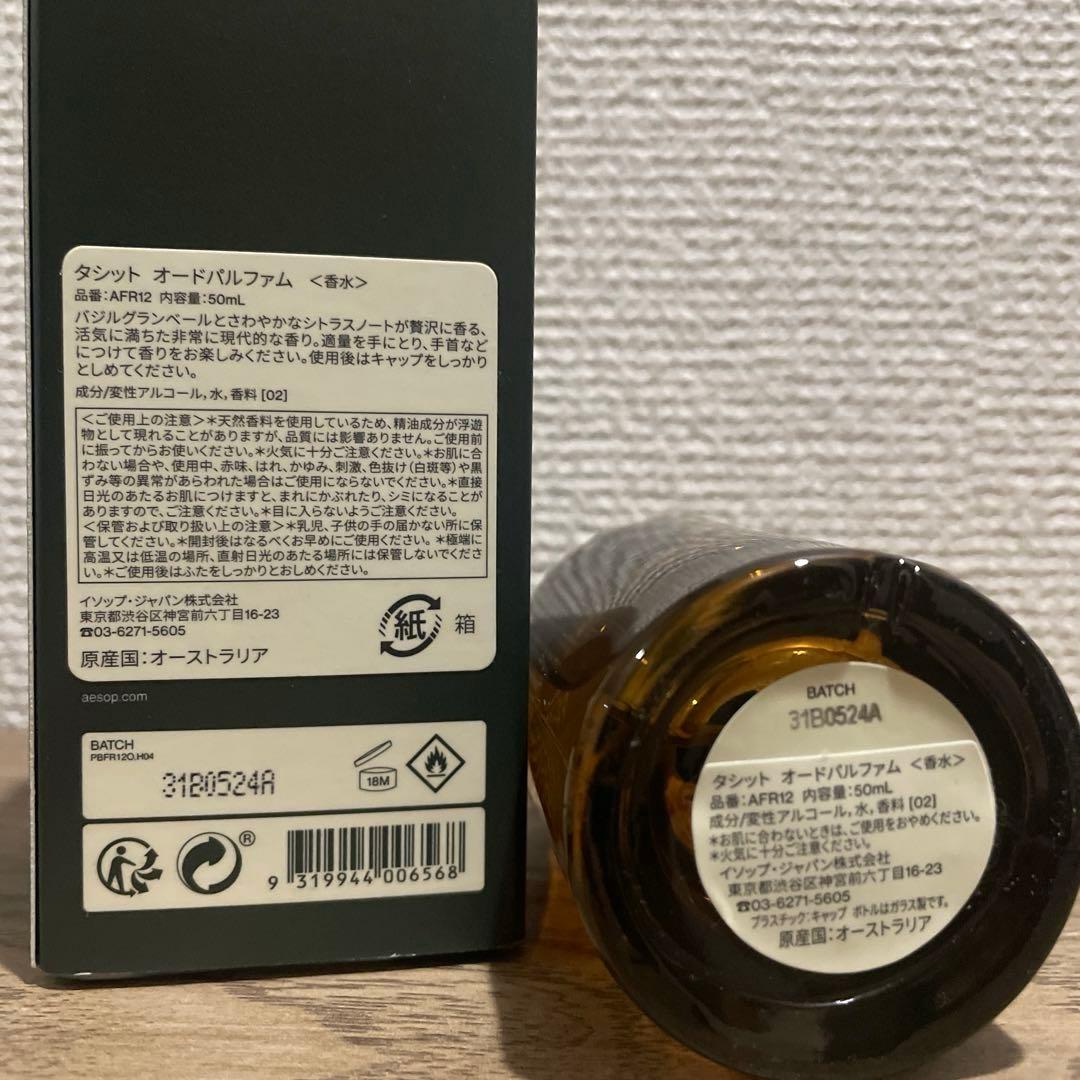 タシット オードパルファム <香水>
品番:AFR12 内容量:50mL
バジルグランベールとさわやかなシトラスノートが贅沢に香る、
活気に満ちた非常に現代的な香り。適量を手にとり、手首など
につけて香りをお楽しみください。使用後はキャップをしっかり
としめてください。
成分/変性アルコール,水,香料 [02]
<ご使用上の注意>*天然香料を使用しているため、精油成分が浮遊
物として現れることがありますが、品質には影響ありません。ご使用前
に振ってからお使いください。*火気に十分ご注意ください。*お肌に合
わない場合や、使用中、赤味、はれ、かゆみ、刺激、色抜け(白斑等)や黒
ずみ等の異常があらわれた場合はご使用にならないでください。*直接
日光のあたるお肌につけますと、まれにかぶれたり、シミになることが
ありますので、ご注意ください。*目に入らないようご注意ください。
<保管および取り扱い上の注意>*乳児、子供の手の届かない所に保
管してください。*開封後はなるべくお早めにご使用ください。*極端に
高温又は低温の場所、直射日光のあたる場所には保管しないでくださ
い。*ご使用後はふたをしっかりとおしめください。
イソップ・ジャパン株式会社
東京都渋谷区神宮前六丁目16-23
☎03-6271-5605
紙 箱
原産国:オーストラリア
aesop.com
BATCH
PBFR12O.H04
31B0524A
18M
9 319944 006568
BATCH
31B0524A
タシット オードパルファム <香水>
品番:AFR12 内容量:50mL
成分/変性アルコール,水,香料 [02]
*お肌に合わないときは、ご使用をおやめください。
*火気に十分ご注意ください。
イソップ・ジャパン株式会社
東京都渋谷区神宮前六丁目16-23
☎03-6271-5605
プラスチック:キャップ ボトルはガラス製です。
原産国:オーストラリア